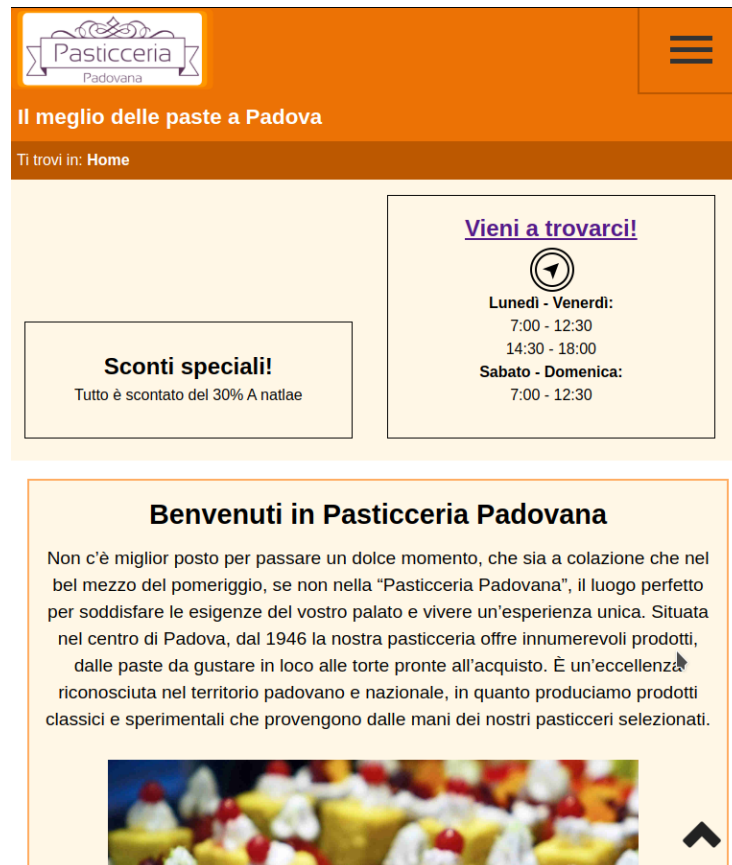 Pasticceria
Padovana
Il meglio delle paste a Padova
Ti trovi in: Home
Sconti speciali!
Tutto è scontato del 30% A natlae
Vieni a trovarci!
Lunedì - Venerdì:
7:00 - 12:30
14:30 - 18:00
Sabato - Domenica:
7:00 - 12:30
Benvenuti in Pasticceria Padovana
Non c’è miglior posto per passare un dolce momento, che sia a colazione che nel
bel mezzo del pomeriggio, se non nella “Pasticceria Padovana”, il luogo perfetto
per soddisfare le esigenze del vostro palato e vivere un’esperienza unica. Situata
nel centro di Padova, dal 1946 la nostra pasticceria offre innumerevoli prodotti,
dalle paste da gustare in loco alle torte pronte all’acquisto. È un’eccellenza
riconosciuta nel territorio padovano e nazionale, in quanto produciamo prodotti
classici e sperimentali che provengono dalle mani dei nostri pasticceri selezionati.